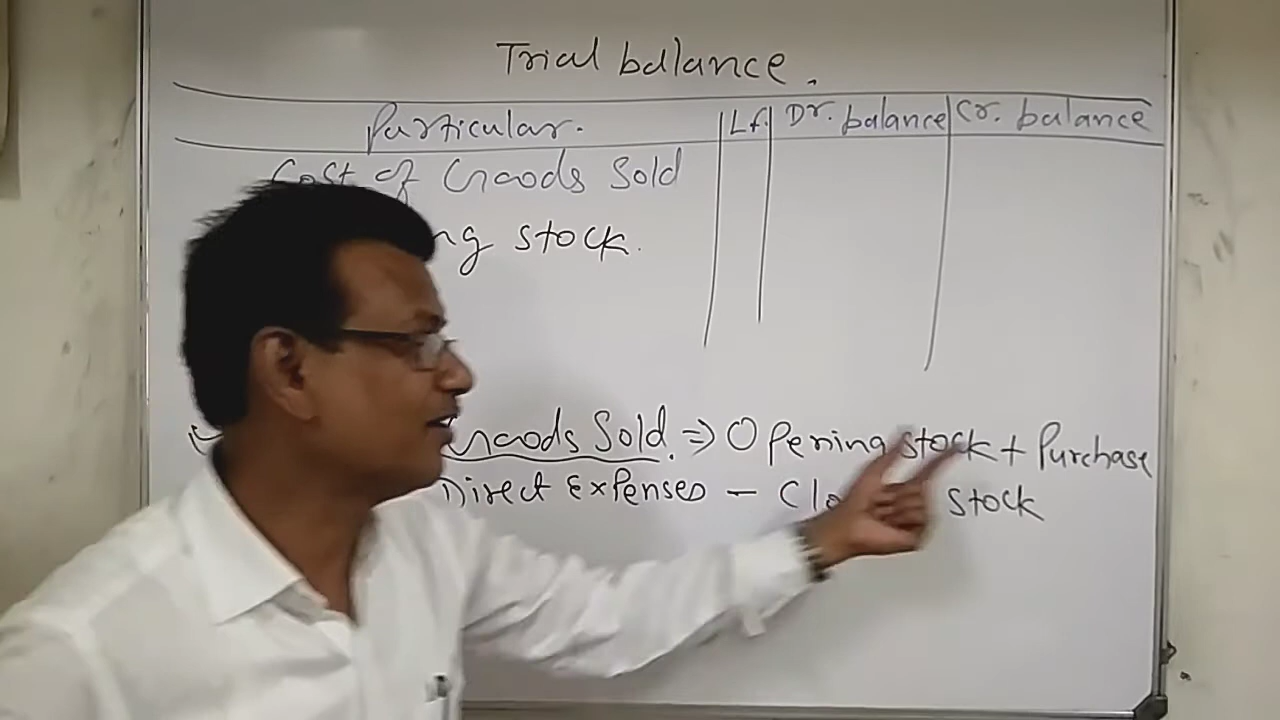 Trial balance.
Particular. Lf. Dr. balance Cr. balance
Cost of Goods Sold
stock.
Goods Sold. => Opening stock + Purchase
Direct Expenses - stock